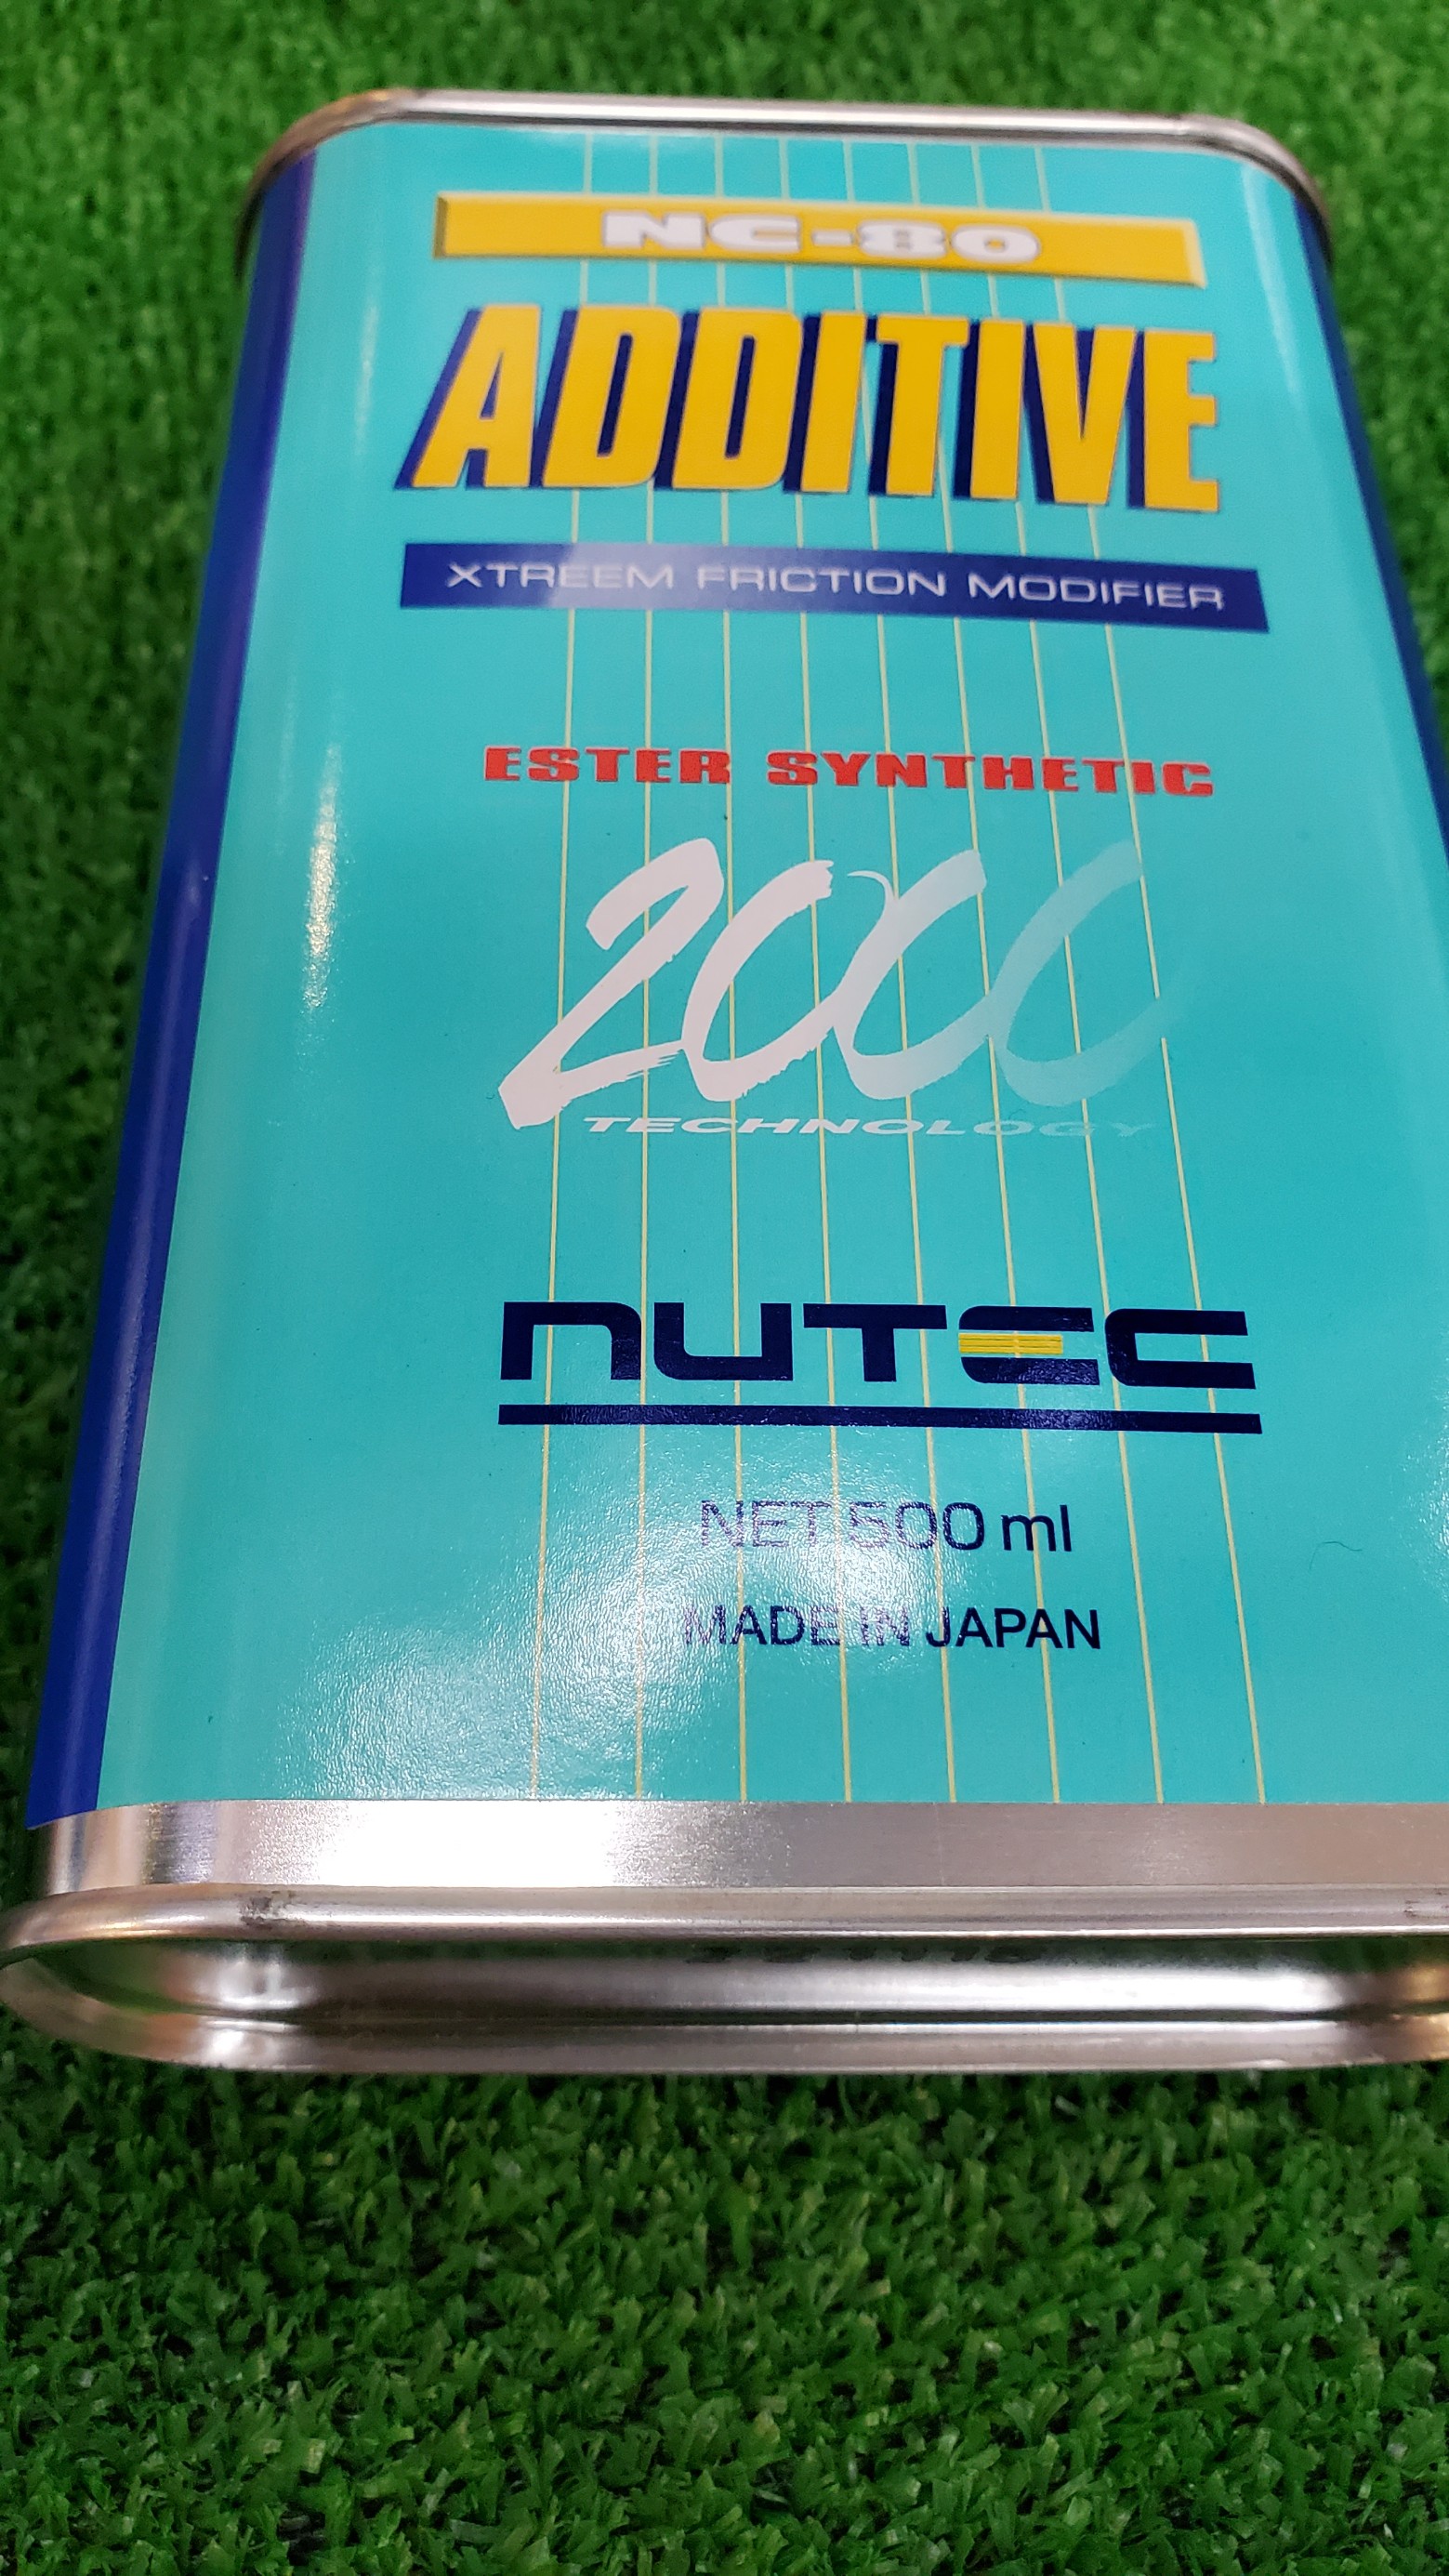 NC-80
ADDITIVE
XTREEM FRICTION MODIFIER
ESTER SYNTHETIC
2000
TECHNOLOGY
NUTEC
NET 500 ml
MADE IN JAPAN